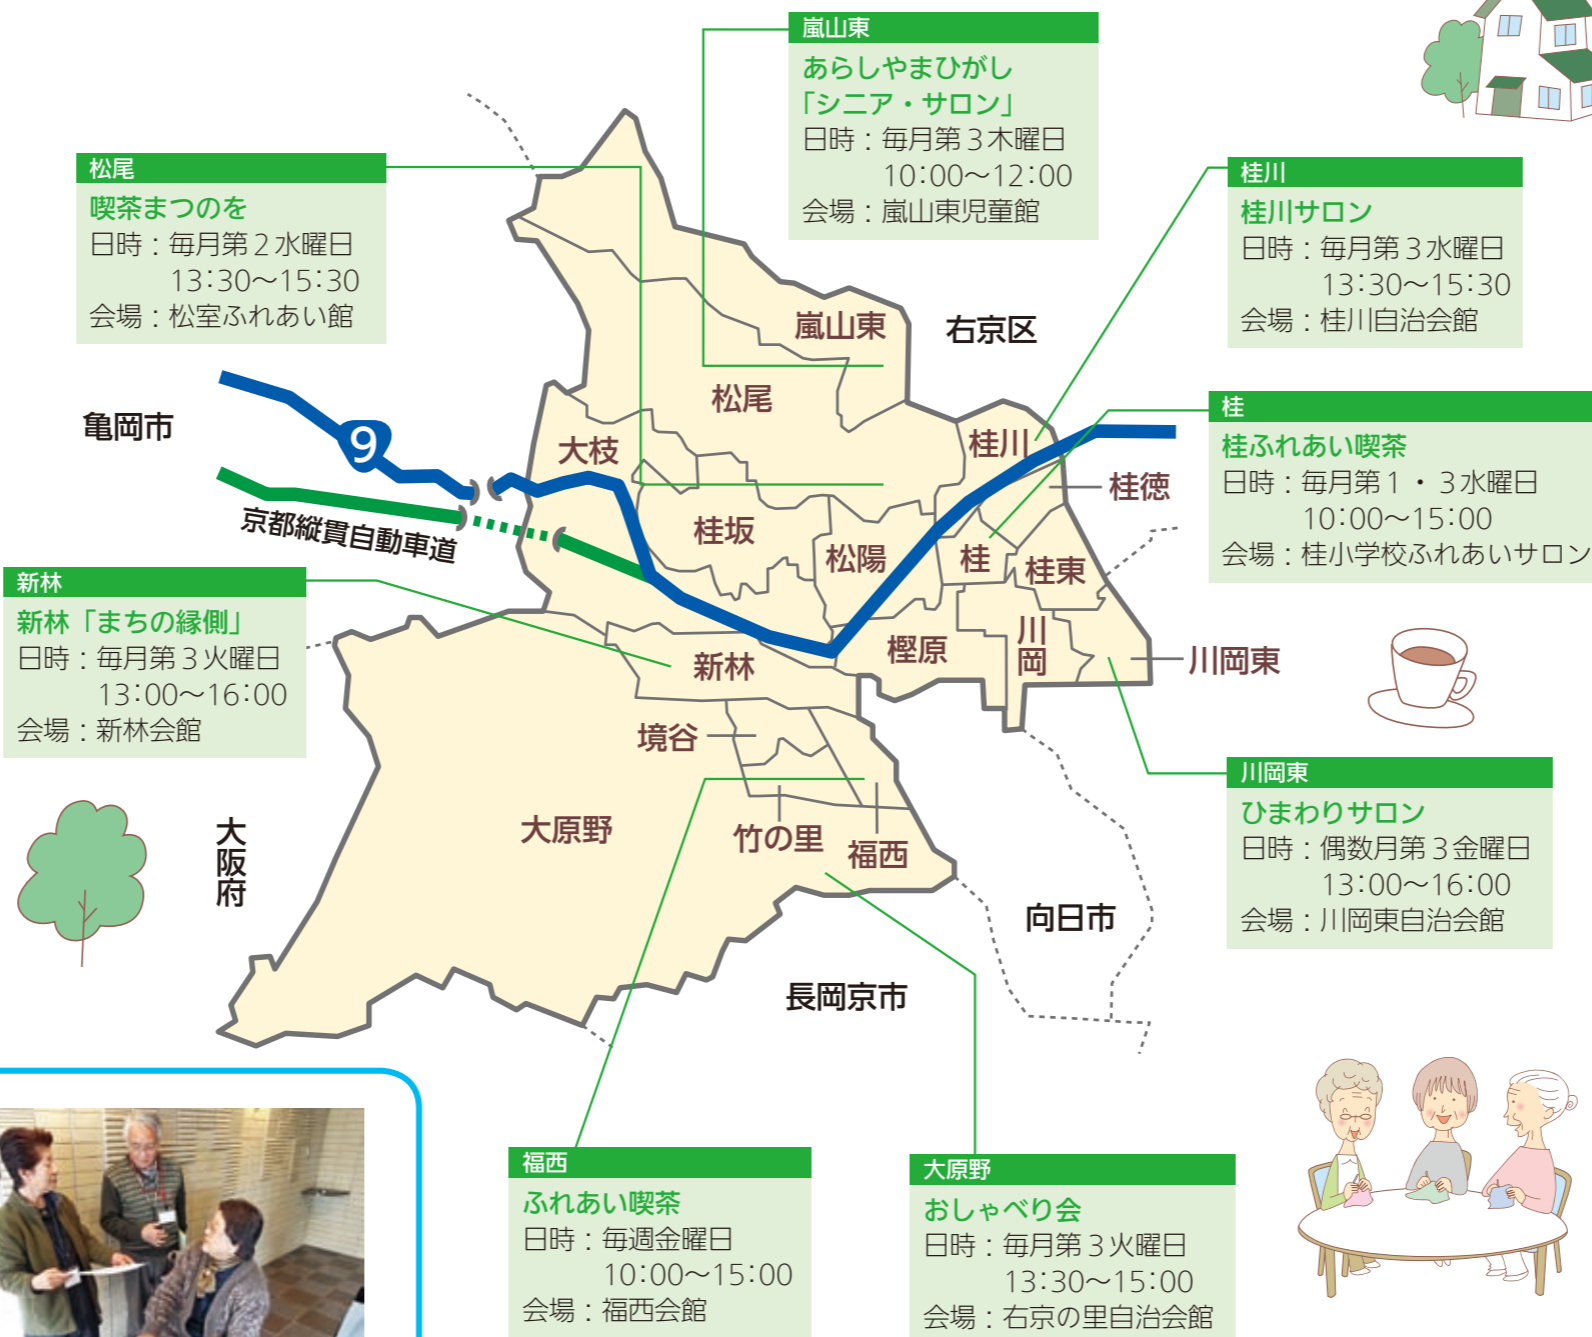 嵐山東
あらしやまひがし
「シニア・サロン」
日時：毎月第３木曜日
10:00〜12:00
会場：嵐山東児童館
松尾
喫茶まつのを
日時：毎月第２水曜日
13:30〜15:30
会場：松室ふれあい館
桂川
桂川サロン
日時：毎月第３水曜日
13:30〜15:30
会場：桂川自治会館
桂
桂ふれあい喫茶
日時：毎月第１・３水曜日
10:00〜15:00
会場：桂小学校ふれあいサロン
新林
新林「まちの縁側」
日時：毎月第３火曜日
13:00〜16:00
会場：新林会館
川岡東
ひまわりサロン
日時：偶数月第３金曜日
13:00〜16:00
会場：川岡東自治会館
福西
ふれあい喫茶
日時：毎週金曜日
10:00〜15:00
会場：福西会館
大原野
おしゃべり会
日時：毎月第３火曜日
13:30〜15:00
会場：右京の里自治会館
嵐山東
右京区
松尾
亀岡市
9
大枝
桂川
桂徳
京都縦貫自動車道
桂坂
松陽
桂
桂東
新林
樫原
川岡
川岡東
境谷
大原野
竹の里
福西
大阪府
向日市
長岡京市